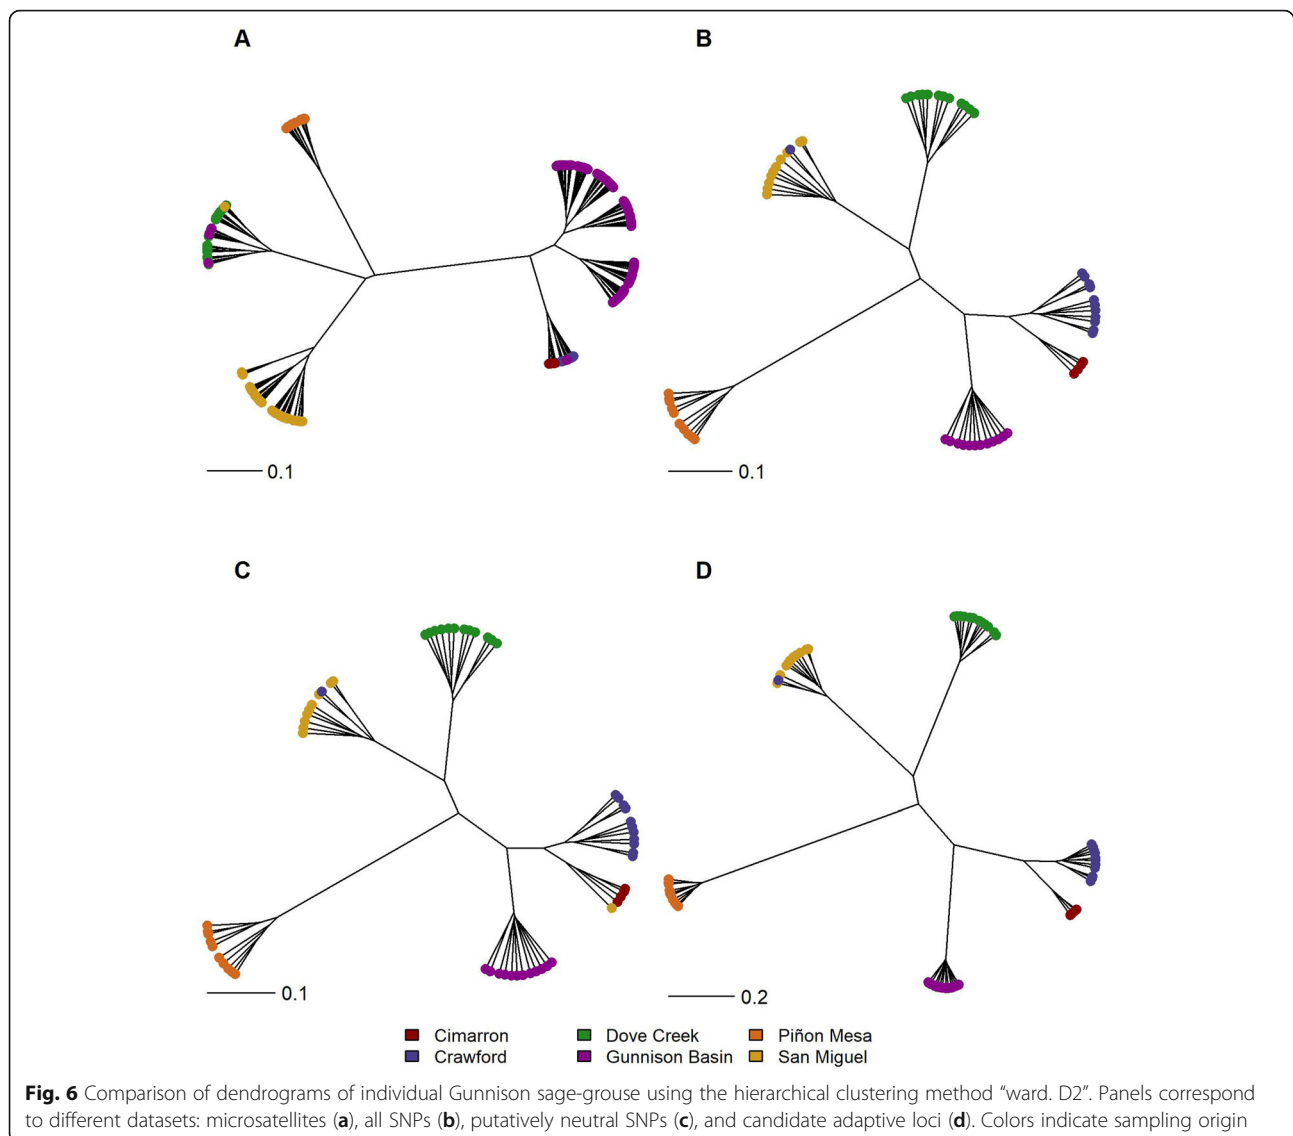 A
B
0.1
0.1
C
D
0.1
0.2
Cimarron
Dove Creek
Piñon Mesa
Crawford
Gunnison Basin
San Miguel
Fig. 6 Comparison of dendrograms of individual Gunnison sage-grouse using the hierarchical clustering method “ward. D2”. Panels correspond
to different datasets: microsatellites (a), all SNPs (b), putatively neutral SNPs (c), and candidate adaptive loci (d). Colors indicate sampling origin